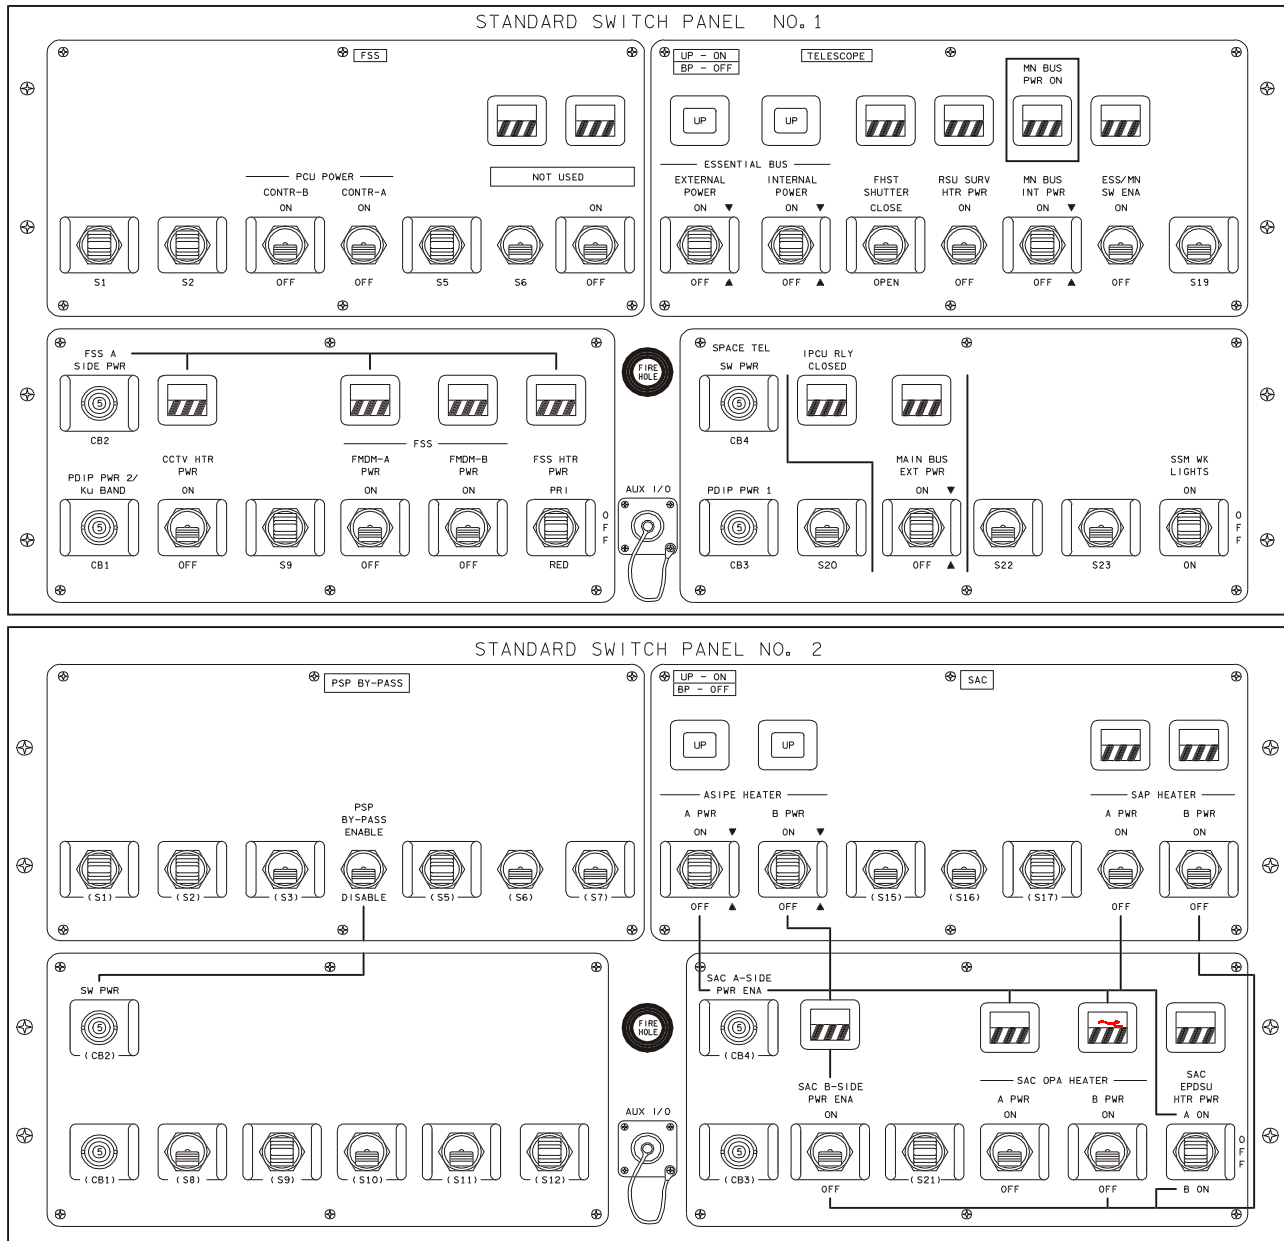 STANDARD SWITCH PANEL NO. 1
FSS
UP - ON
BP - OFF
TELESCOPE
MN BUS
PWR ON
UP
UP
NOT USED
PCU POWER
CONTR-B
CONTR-A
ON
ON
ON
S1
S2
OFF
OFF
S5
S6
OFF
ESSENTIAL BUS
EXTERNAL
POWER
INTERNAL
POWER
FHST
SHUTTER
RSU SURV
HTR PWR
MN BUS
INT PWR
ESS/MN
SW ENA
ON ▼
ON ▼
CLOSE
ON
ON ▼
ON
OFF ▲
OFF ▲
OPEN
OFF
OFF ▲
OFF
S19
FSS A
SIDE PWR
5
CB2
FSS
CCTV HTR
PWR
FMDM-A
PWR
FMDM-B
PWR
FSS HTR
PWR
PDIP PWR 2/
Ku BAND
ON
ON
ON
PRI
5
OFF
CB1
OFF
S9
OFF
OFF
RED
FIRE
HOLE
AUX I/O
SPACE TEL
SW PWR
IPCU RLY
CLOSED
5
CB4
MAIN BUS
EXT PWR
SSM WK
LIGHTS
PDIP PWR 1
ON ▼
ON
5
OFF
CB3
S20
OFF ▲
S22
S23
ON
STANDARD SWITCH PANEL NO. 2
PSP BY-PASS
UP - ON
BP - OFF
SAC
UP
UP
PSP
BY-PASS
ENABLE
(S1)
(S2)
(S3)
DISABLE
(S5)
(S6)
(S7)
ASIPE HEATER
SAP HEATER
A PWR
B PWR
A PWR
B PWR
ON ▼
ON ▼
ON
ON
OFF ▲
OFF ▲
(S15)
(S16)
(S17)
OFF
OFF
SW PWR
5
(CB2)
5
(CB1)
(S8)
(S9)
(S10)
(S11)
(S12)
FIRE
HOLE
AUX I/O
SAC A-SIDE
PWR ENA
5
(CB4)
SAC B-SIDE
PWR ENA
SAC OPA HEATER
A PWR
B PWR
SAC
EPDSU
HTR PWR
ON
ON
ON
A ON
5
OFF
(CB3)
OFF
(S21)
OFF
OFF
B ON